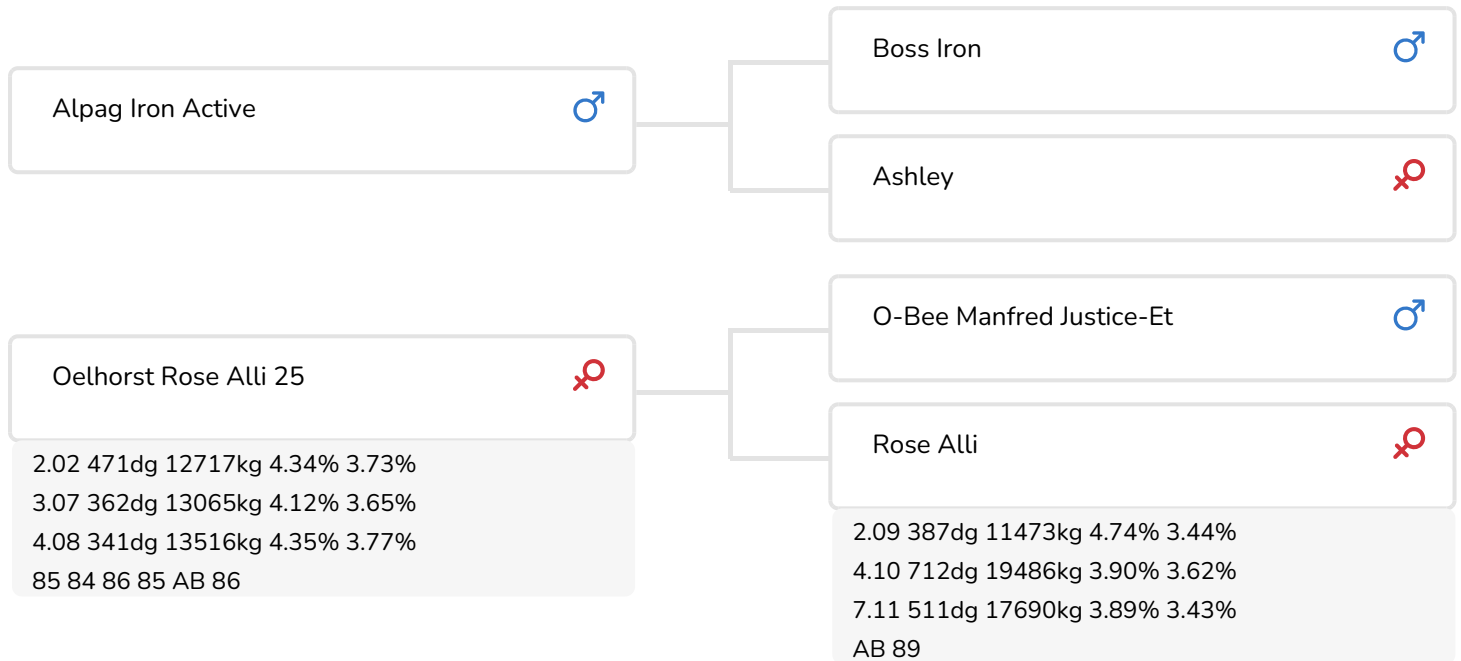 Boss Iron
Alpag Iron Active
Ashley
O-Bee Manfred Justice-Et
Oelhorst Rose Alli 25
2.02 471dg 12717kg 4.34% 3.73%
3.07 362dg 13065kg 4.12% 3.65%
4.08 341dg 13516kg 4.35% 3.77%
85 84 86 85 AB 86
Rose Alli
2.09 387dg 11473kg 4.74% 3.44%
4.10 712dg 19486kg 3.90% 3.62%
7.11 511dg 17690kg 3.89% 3.43%
AB 89